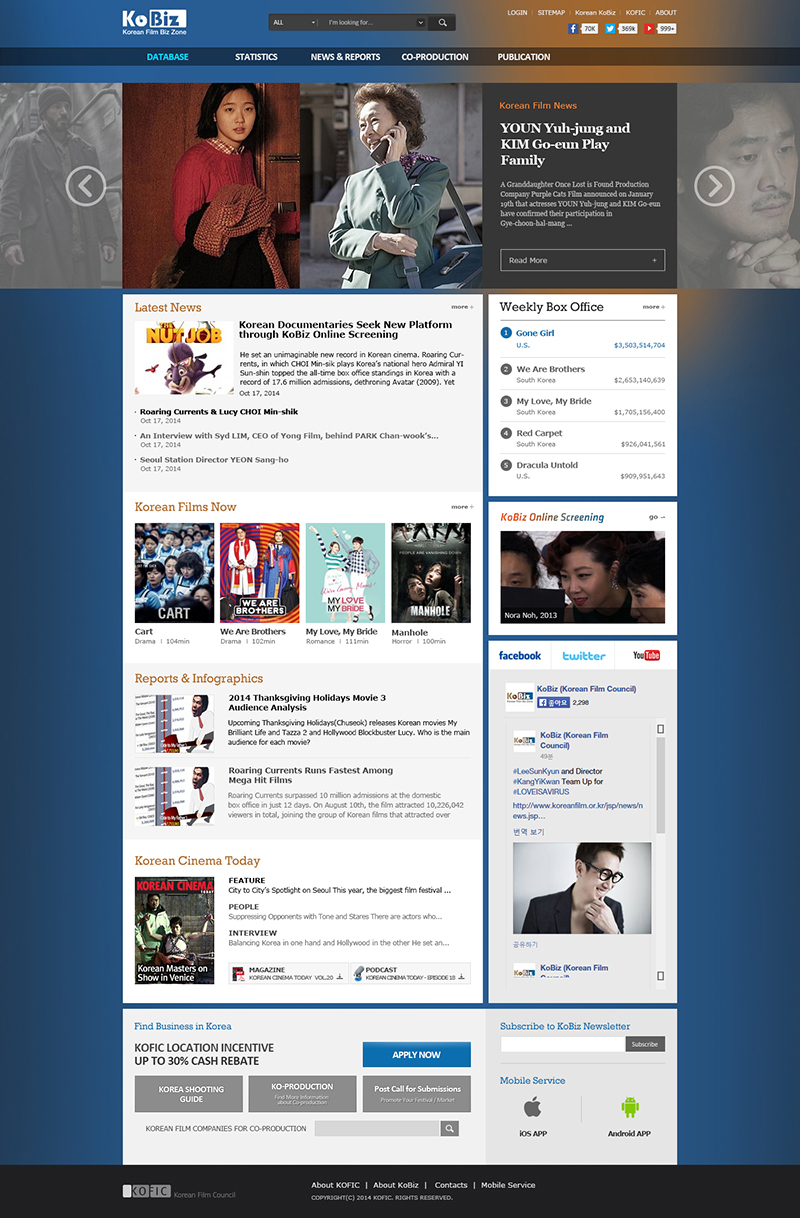 KoBiz
Korean Film Biz Zone
ALL
I'm looking for...
LOGIN
SITEMAP
Korean KoBiz
KOFIC
ABOUT
70K
369k
999+
DATABASE
STATISTICS
NEWS & REPORTS
CO-PRODUCTION
PUBLICATION
Korean Film News
YOUN Yuh-jung and
KIM Go-eun Play
Family
A Granddaughter Once Lost is Found Production
Company Purple Cats Film announced on January
19th that actresses YOUN Yuh-jung and KIM Go-eun
have confirmed their participation in
Gye-choon-hal-mang ...
Read More +
Latest News
more +
THE NUT JOB
Korean Documentaries Seek New Platform
through KoBiz Online Screening
He set an unimaginable new record in Korean cinema. Roaring Cur-
rents, in which CHOI Min-sik plays Korea's national hero Admiral YI
Sun-shin topped the all-time box office standings in Korea with a
record of 17.6 million admissions, dethroning Avatar (2009). Yet
Oct 17, 2014
· Roaring Currents & Lucy CHOI Min-shik
Oct 17, 2014
· An Interview with Syd LIM, CEO of Yong Film, behind PARK Chan-wook's...
Oct 17, 2014
· Seoul Station Director YEON Sang-ho
Oct 17, 2014
Weekly Box Office
more +
1 Gone Girl
U.S. $3,503,514,704
2 We Are Brothers
South Korea $2,653,140,639
3 My Love, My Bride
South Korea $1,705,156,400
4 Red Carpet
South Korea $926,041,561
5 Dracula Untold
U.S. $909,951,643
Korean Films Now
more +
CART
WE ARE
BROTHERS
MY LOVE
MY BRIDE
PEOPLE ARE VANISHING DOWN
MANHOLE
Cart
Drama | 104min
We Are Brothers
Drama | 102min
My Love, My Bride
Romance | 111min
Manhole
Horror | 100min
KoBiz Online Screening
go
Nora Noh, 2013
Reports & Infographics
2014 Thanksgiving Holidays Movie 3
Audience Analysis
Upcoming Thanksgiving Holidays(Chuseok) releases Korean movies My
Brilliant Life and Tazza 2 and Hollywood Blockbuster Lucy. Who is the main
audience for each movie?
Roaring Currents Runs Fastest Among
Mega Hit Films
Roaring Currents surpassed 10 million admissions at the domestic
box office in just 12 days. On August 10th, the film attracted 10,226,042
viewers in total, joining the group of Korean films that attracted over
facebook
twitter
YouTube
KoBiz (Korean Film Council)
좋아요 2,298
KoBiz (Korean Film
Council)
49분
#LeeSunKyun and Director
#KangYiKwan Team Up for
#LOVEISAVIRUS
http://www.koreanfilm.or.kr/jsp/news/n
ews.jsp...
번역 보기
공유하기
KoBiz (Korean Film
Council)
Korean Cinema Today
KOREAN CINEMA
TODAY
Korean Masters on
Show in Venice
FEATURE
City to City's Spotlight on Seoul This year, the biggest film festival ...
PEOPLE
Suppressing Opponents with Tone and Stares There are actors who...
INTERVIEW
Balancing Korea in one hand and Hollywood in the other He set an...
MAGAZINE
KOREAN CINEMA TODAY VOL.20
PODCAST
KOREAN CINEMA TODAY - EPISODE 18
Find Business in Korea
KOFIC LOCATION INCENTIVE
UP TO 30% CASH REBATE
APPLY NOW
KOREA SHOOTING
GUIDE
KO-PRODUCTION
Find More Information
about Co-production
Post Call for Submissions
Promote Your Festival / Market
KOREAN FILM COMPANIES FOR CO-PRODUCTION
Subscribe to KoBiz Newsletter
Subscribe
Mobile Service
iOS APP
Android APP
KOFIC Korean Film Council
About KOFIC | About KoBiz | Contacts | Mobile Service
COPYRIGHT(C) 2014 KOFIC. RIGHTS RESERVED.